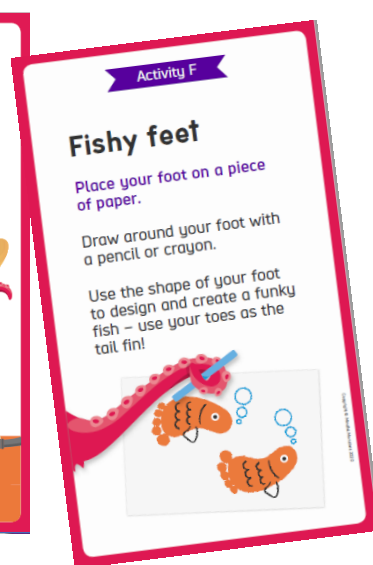 Activity F
Fishy feet
Place your foot on a piece
of paper.
Draw around your foot with
a pencil or crayon.
Use the shape of your foot
to design and create a funky
fish – use your toes as the
tail fin!